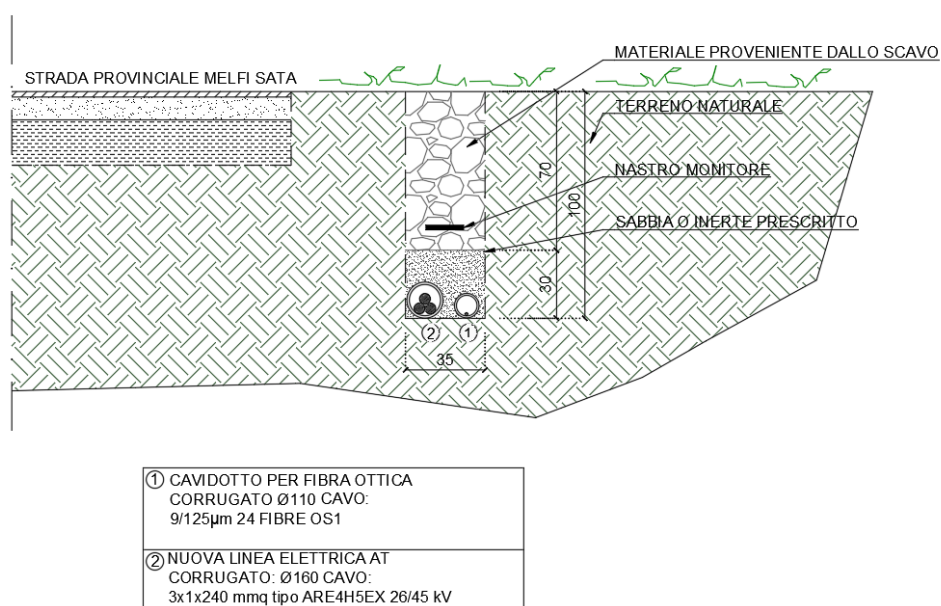 MATERIALE PROVENIENTE DALLO SCAVO
STRADA PROVINCIALE MELFI SATA
TERRENO NATURALE
70
NASTRO MONITORE
100
SABBIA O INERTE PRESCRITTO
30
2 1
35
1 CAVIDOTTO PER FIBRA OTTICA
CORRUGATO Ø110 CAVO:
9/125µm 24 FIBRE OS1
2 NUOVA LINEA ELETTRICA AT
CORRUGATO: Ø160 CAVO:
3x1x240 mmq tipo ARE4H5EX 26/45 kV